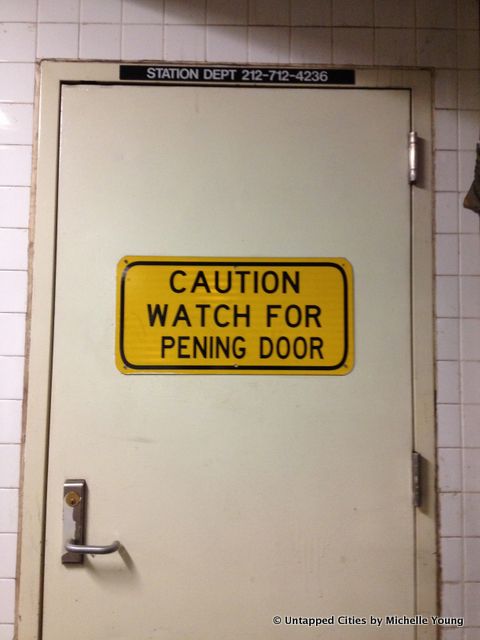 STATION DEPT 212-712-4236
CAUTION
WATCH FOR
PENING DOOR
© Untapped Cities by Michelle Young